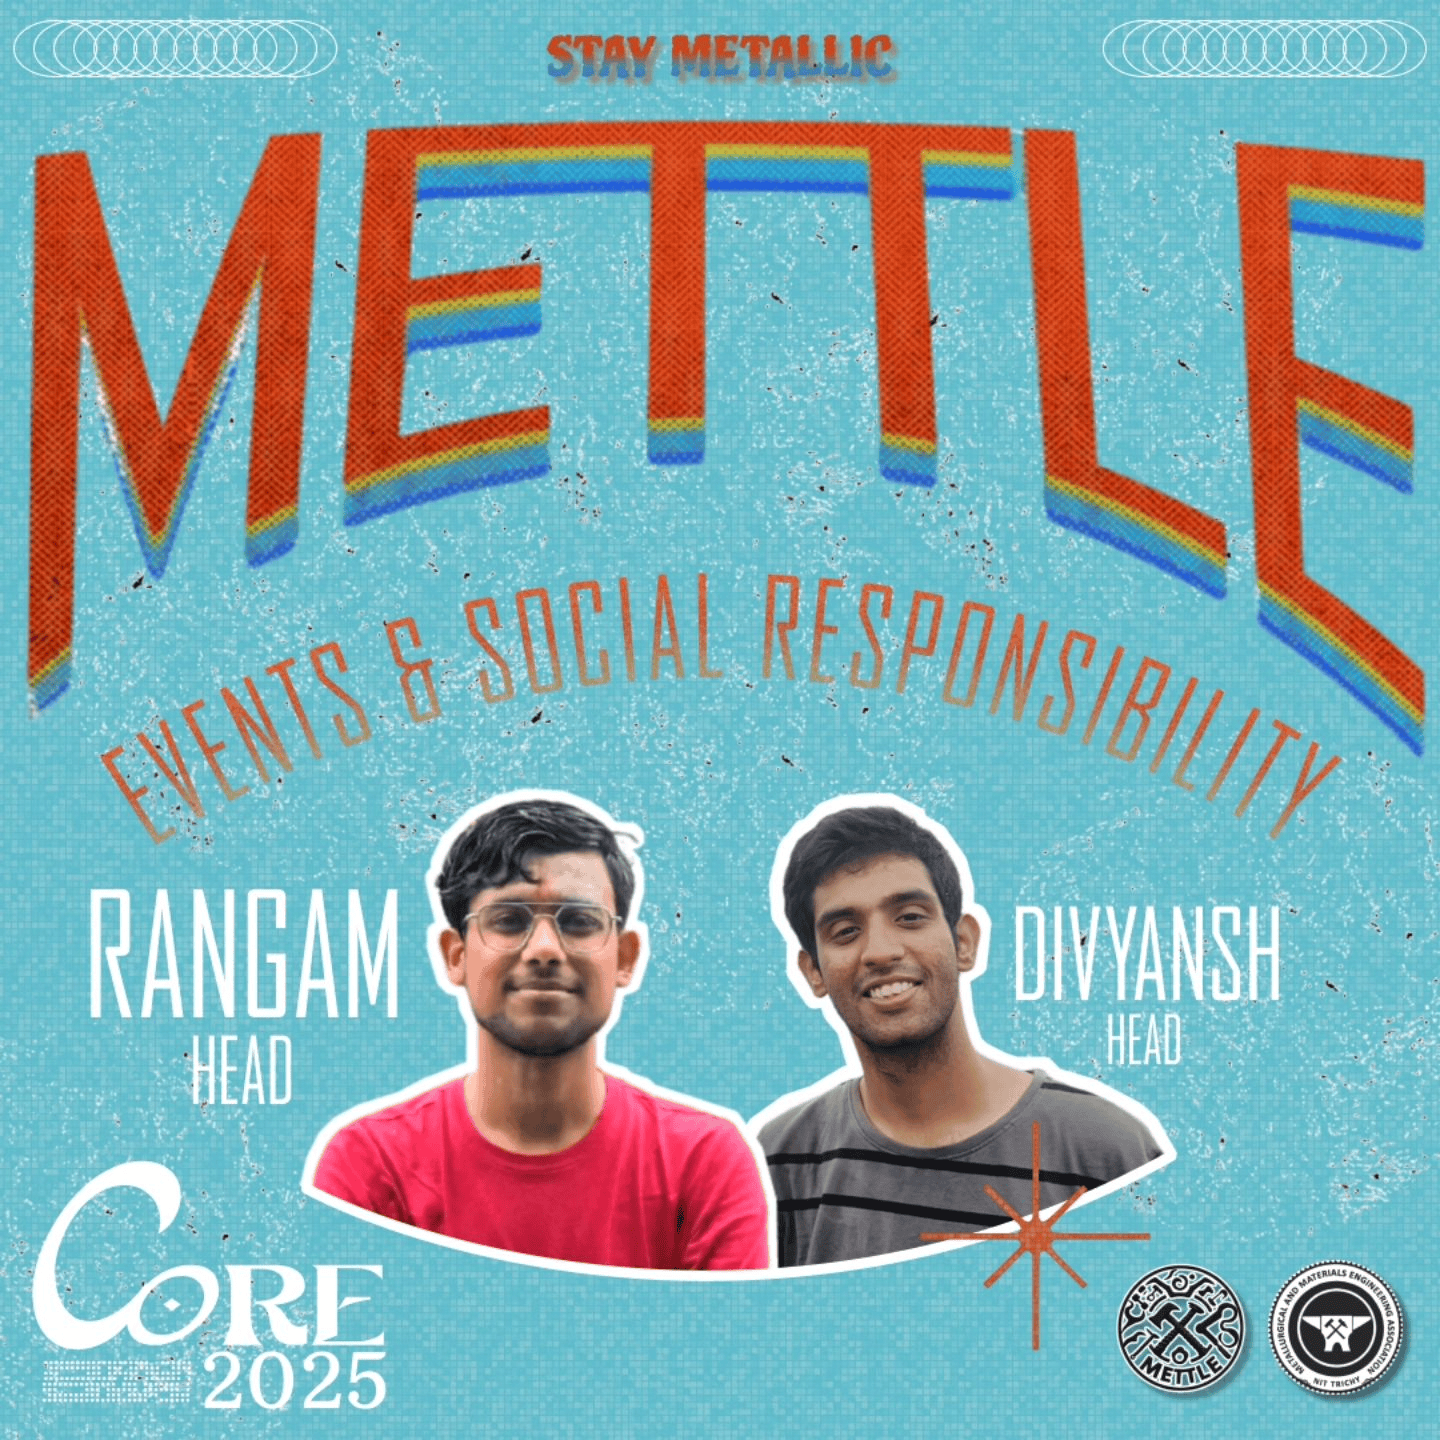 STAY METALLIC
METTLE
EVENTS & SOCIAL RESPONSIBILITY
RANGAM
HEAD
DIVYANSH
HEAD
CORE
2025
METTLE
METALLURGICAL AND MATERIALS ENGINEERING ASSOCIATION
NIT TRICHY